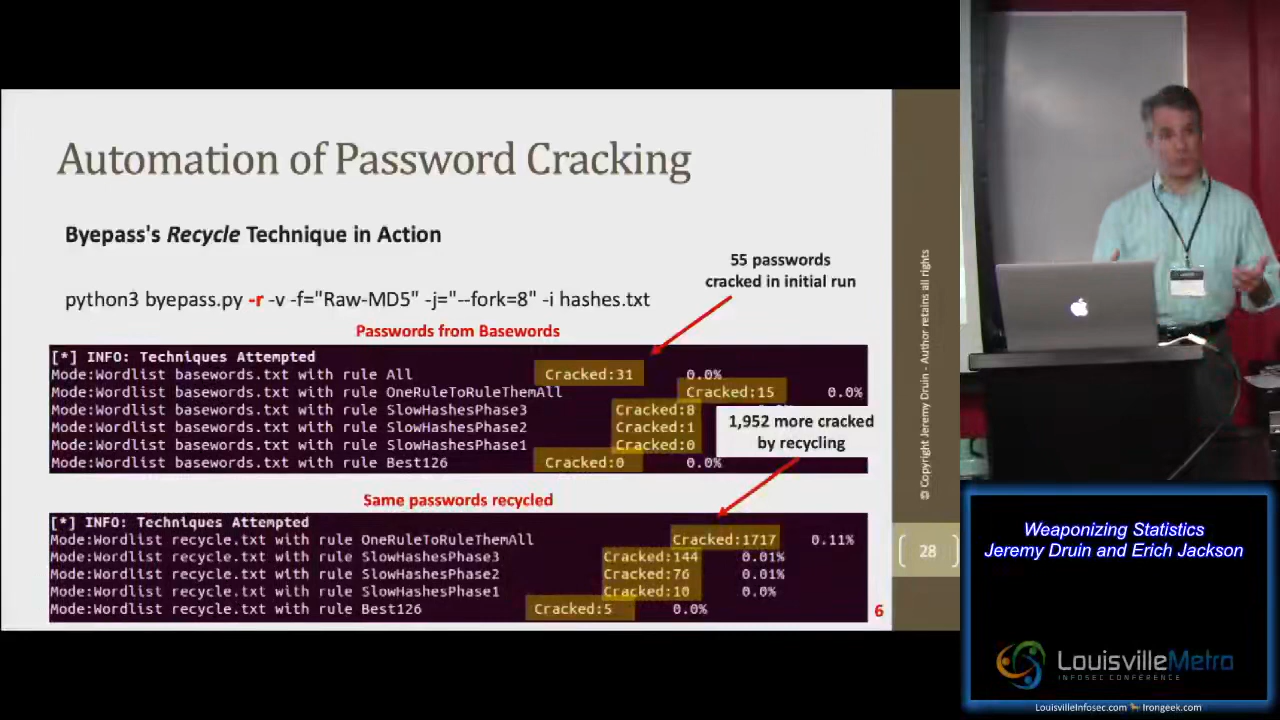 Automation of Password Cracking
Byepass's Recycle Technique in Action
55 passwords
cracked in initial run
python3 byepass.py -r -v -f="Raw-MD5" -j="--fork=8" -i hashes.txt
Passwords from Basewords
[*] INFO: Techniques Attempted
Mode:Wordlist basewords.txt with rule All Cracked:31 0.0%
Mode:Wordlist basewords.txt with rule OneRuleToRuleThemAll Cracked:15 0.0%
Mode:Wordlist basewords.txt with rule SlowHashesPhase3 Cracked:8
Mode:Wordlist basewords.txt with rule SlowHashesPhase2 Cracked:1
Mode:Wordlist basewords.txt with rule SlowHashesPhase1 Cracked:0
Mode:Wordlist basewords.txt with rule Best126 Cracked:0 0.0%
1,952 more cracked
by recycling
Same passwords recycled
[*] INFO: Techniques Attempted
Mode:Wordlist recycle.txt with rule OneRuleToRuleThemAll Cracked:1717 0.11%
Mode:Wordlist recycle.txt with rule SlowHashesPhase3 Cracked:144 0.01%
Mode:Wordlist recycle.txt with rule SlowHashesPhase2 Cracked:76 0.01%
Mode:Wordlist recycle.txt with rule SlowHashesPhase1 Cracked:10 0.0%
Mode:Wordlist recycle.txt with rule Best126 Cracked:5 0.0%
6
© Copyright Jeremy Druin - Author retains all rights
28
Weaponizing Statistics
Jeremy Druin and Erich Jackson
LouisvilleMetro
INFOSEC CONFERENCE
LouisvilleInfosec.com Irongeek.com